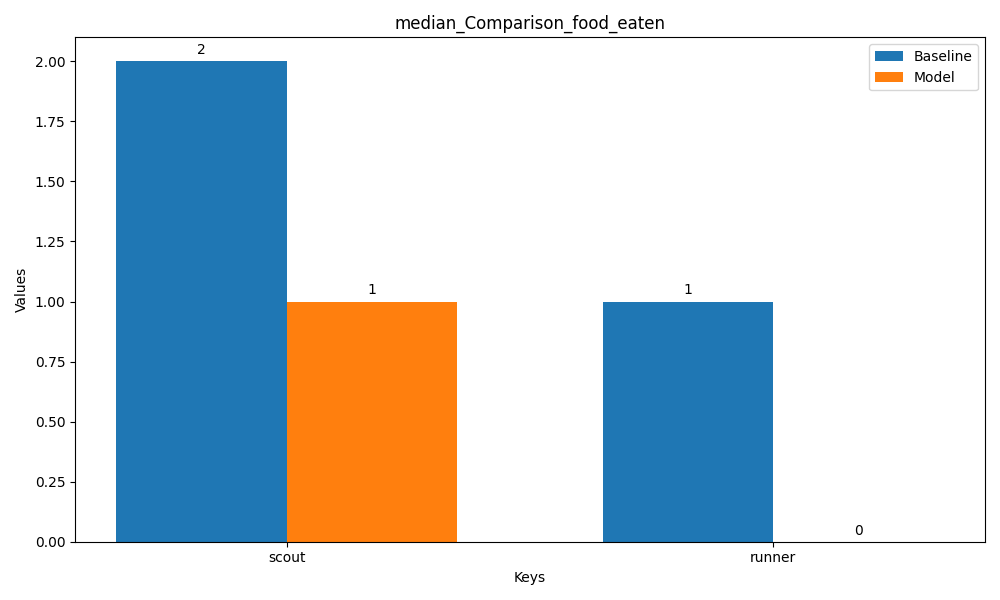 median_Comparison_food_eaten
2
Baseline
Model
2.00
1.75
1.50
1.25
1.00
0.75
0.50
0.25
0.00
Values
1
1
0
scout
runner
Keys